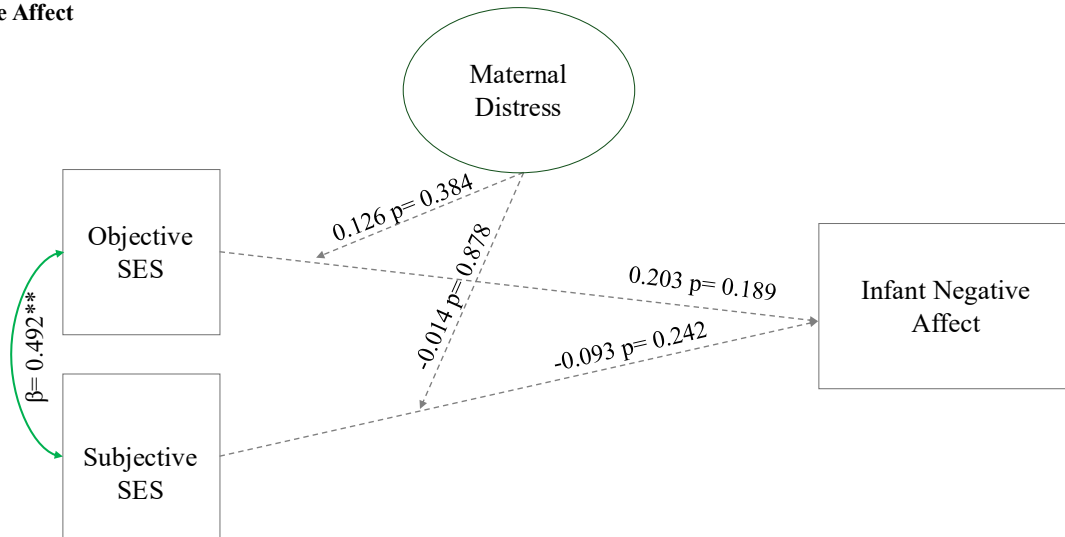 Affect
Maternal
Distress
0.126 p= 0.384
-0.014 p= 0.878
Objective
SES
0.203 p= 0.189
Infant Negative
Affect
β= 0.492**
-0.093 p= 0.242
Subjective
SES